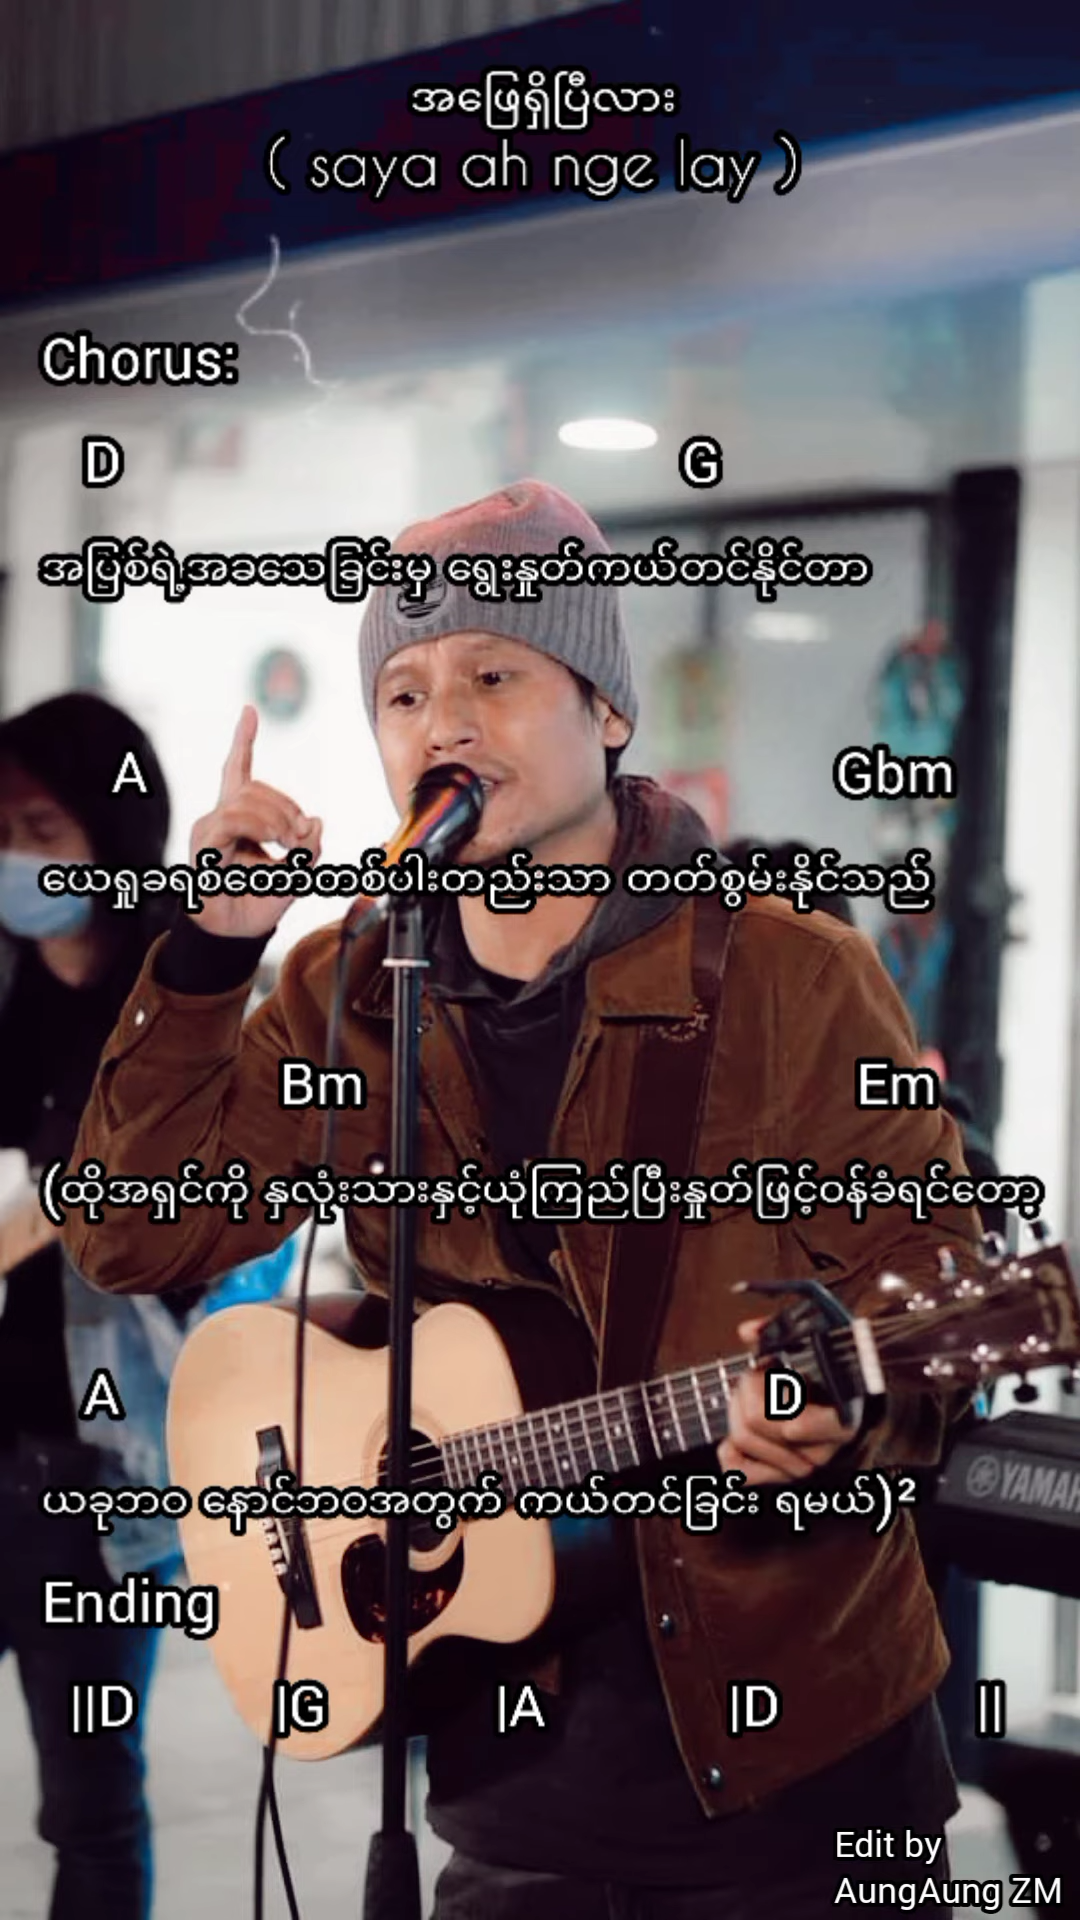 အဖြေရှိပြီလား
( saya ah nge lay )
Chorus:
D G
အပြစ်ရဲ့အခသေခြင်းမှ ရွေးနှုတ်ကယ်တင်နိုင်တာ
A Gbm
ယေရှုခရစ်တော်တစ်ပါးတည်းသာ တတ်စွမ်းနိုင်သည်
Bm Em
(ထိုအရှင်ကို နှလုံးသားနှင့်ယုံကြည်ပြီးနှုတ်ဖြင့်ဝန်ခံရင်တော့
A D
ယခုဘဝ နောင်ဘဝအတွက် ကယ်တင်ခြင်း ရမယ်)²
Ending
||D |G |A |D ||
YAMAH
Edit by
AungAung ZM